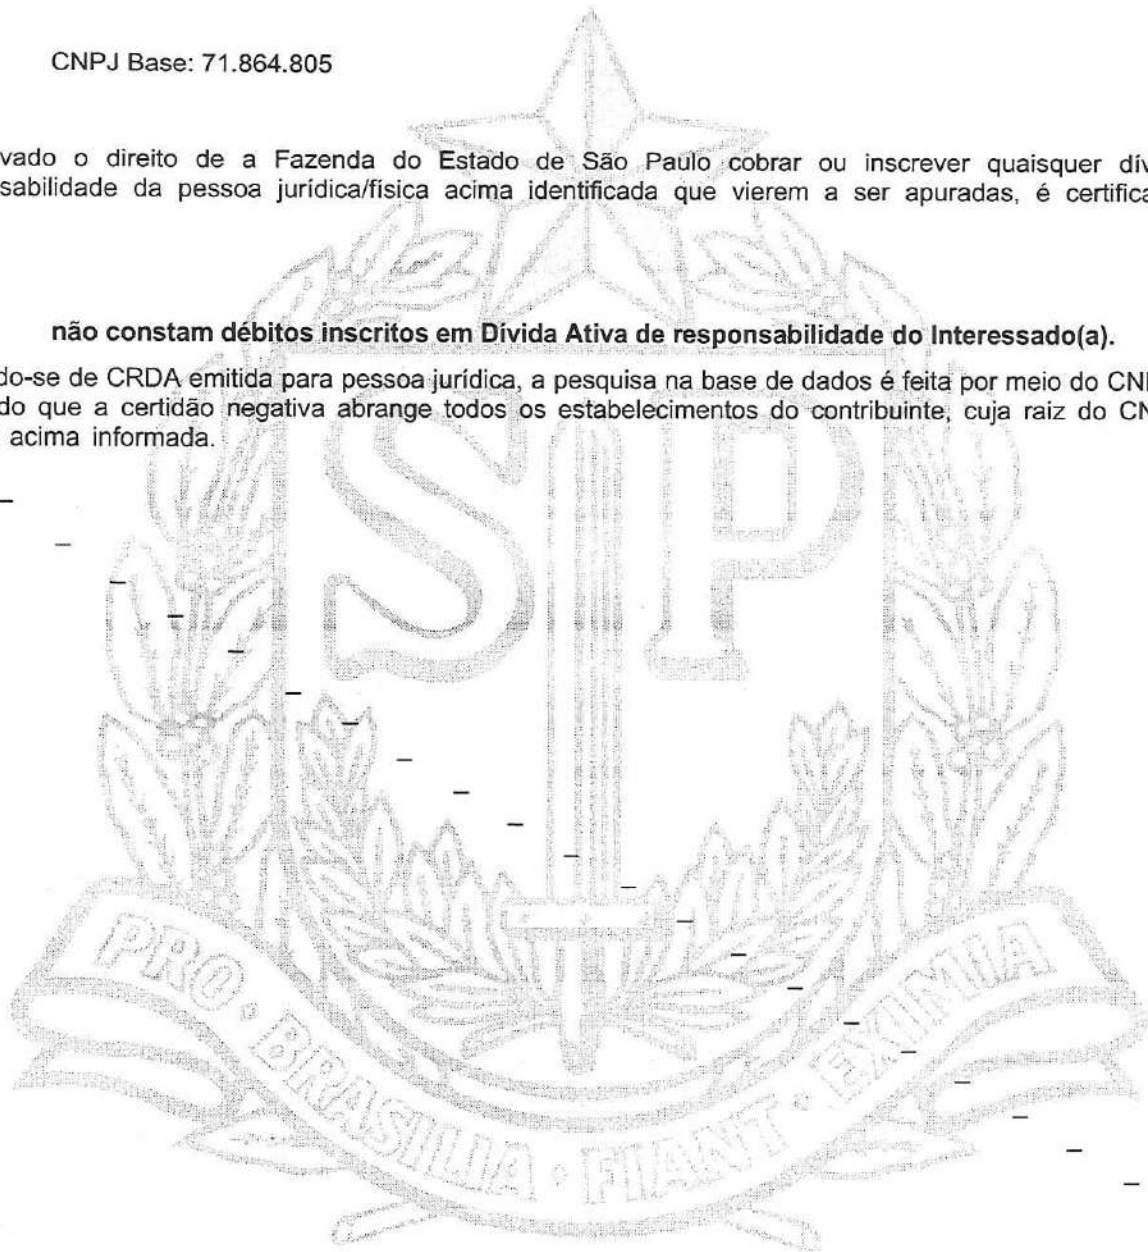 CNPJ Base: 71.864.805
vado o direito de a Fazenda do Estado de São Paulo cobrar ou inscrever quaisquer dív
sabilidade da pessoa jurídica/física acima identificada que vierem a ser apuradas, é certifica
não constam débitos inscritos em Dívida Ativa de responsabilidade do Interessado(a).
do-se de CRDA emitida para pessoa jurídica, a pesquisa na base de dados é feita por meio do CN
do que a certidão negativa abrange todos os estabelecimentos do contribuinte, cuja raiz do CN
acima informada.
SP
PRO · BRASILIA · FIANT · EXIMIA